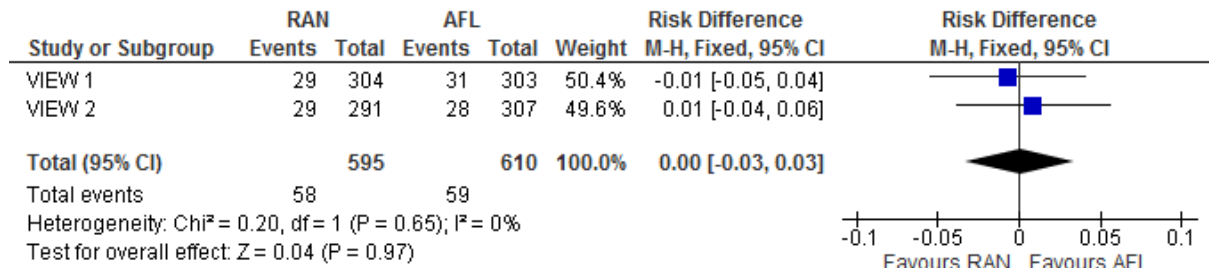 RAN AFL Risk Difference Risk Difference
Study or Subgroup Events Total Events Total Weight M-H, Fixed, 95% CI M-H, Fixed, 95% CI
VIEW 1 29 304 31 303 50.4% -0.01 [-0.05, 0.04]
VIEW 2 29 291 28 307 49.6% 0.01 [-0.04, 0.06]
Total (95% CI) 595 610 100.0% 0.00 [-0.03, 0.03]
Total events 58 59
Heterogeneity: Chi² = 0.20, df = 1 (P = 0.65); I² = 0%
Test for overall effect: Z = 0.04 (P = 0.97)
-0.1 -0.05 0 0.05 0.1
Favours RAN Favours AFL